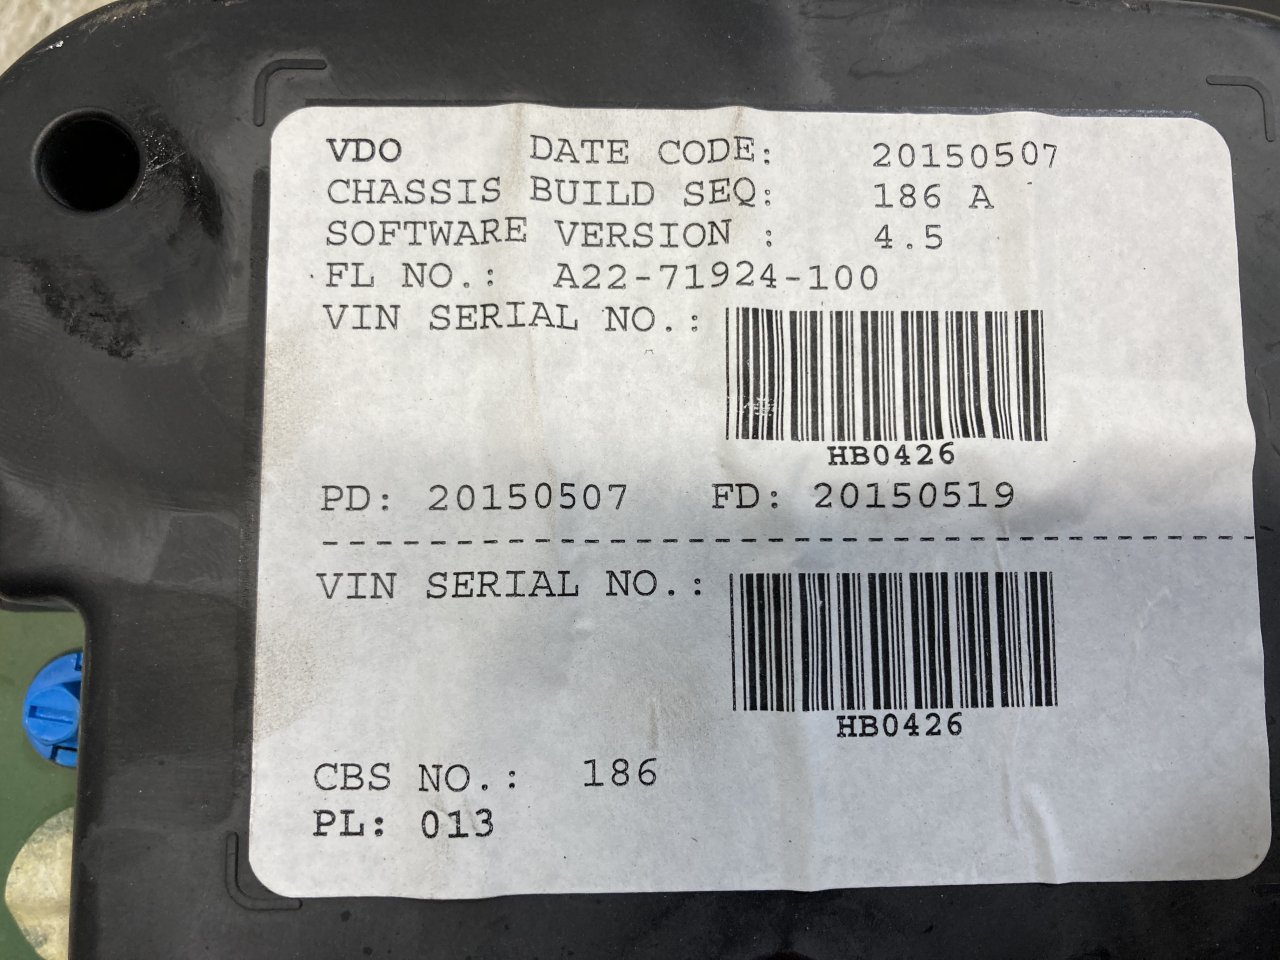 VDO DATE CODE: 20150507
CHASSIS BUILD SEQ: 186 A
SOFTWARE VERSION : 4.5
FL NO.: A22-71924-100
VIN SERIAL NO.:
HB0426
PD: 20150507 FD: 20150519
VIN SERIAL NO.:
HB0426
CBS NO.: 186
PL: 013